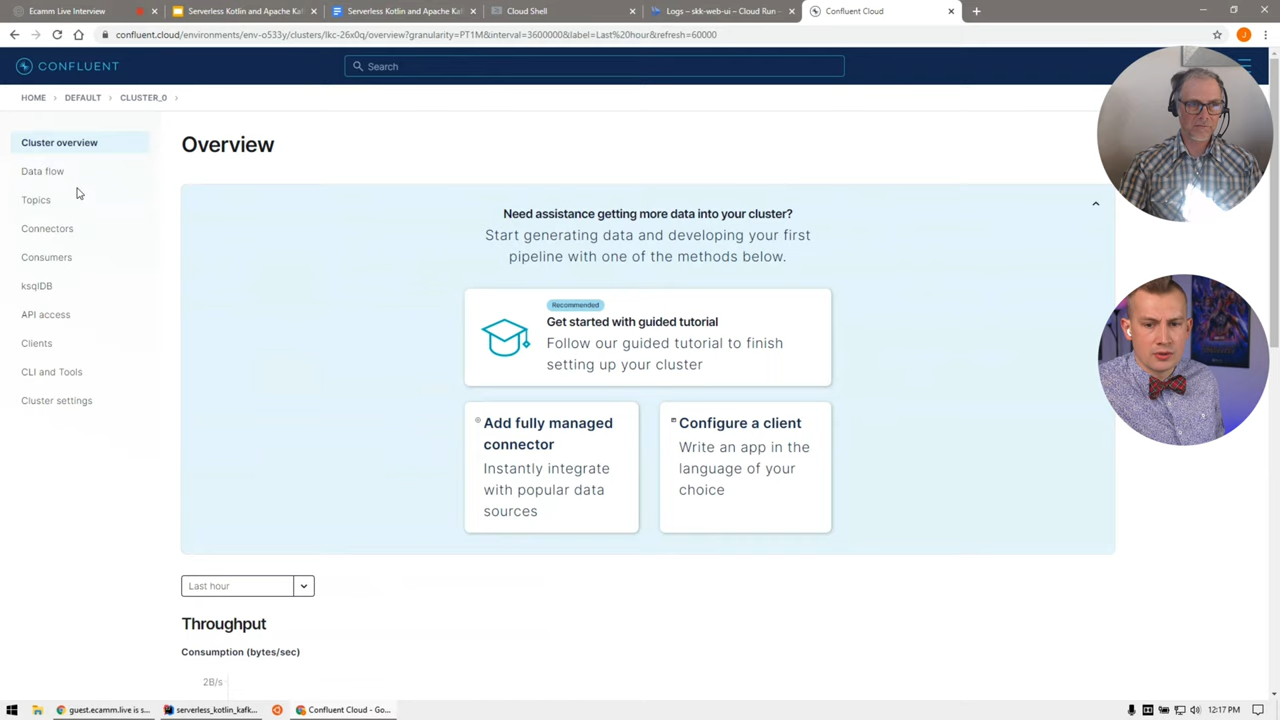 Ecamm Live
Serverless Kotlin and Apache Ka
Serverless Kotlin and Apache Ka
Cloud Shell
Logs – skk-web-ui – Cloud Run -
Confluent Cloud
confluent.cloud/environments/env-o533y/clusters/lkc-26x0q/overview?granularity=PT1M&interval=3600000&label=Last%20hour&refresh=60000
J
CONFLUENT
Search
HOME
DEFAULT
CLUSTER_0
Cluster overview
Data flow
Topics
Connectors
Consumers
ksqlDB
API access
Clients
CLI and Tools
Cluster settings
Overview
Need assistance getting more data into your cluster?
Start generating data and developing your first
pipeline with one of the methods below.
Recommended
Get started with guided tutorial
Follow our guided tutorial to finish
setting up your cluster
Add fully managed
connector
Instantly integrate
with popular data
sources
Configure a client
Write an app in the
language of your
choice
Last hour
Throughput
Consumption (bytes/sec)
2B/s
guest.ecamm.live is s...
serverless_kotlin_kafk...
Confluent Cloud - Go...
12:17 PM